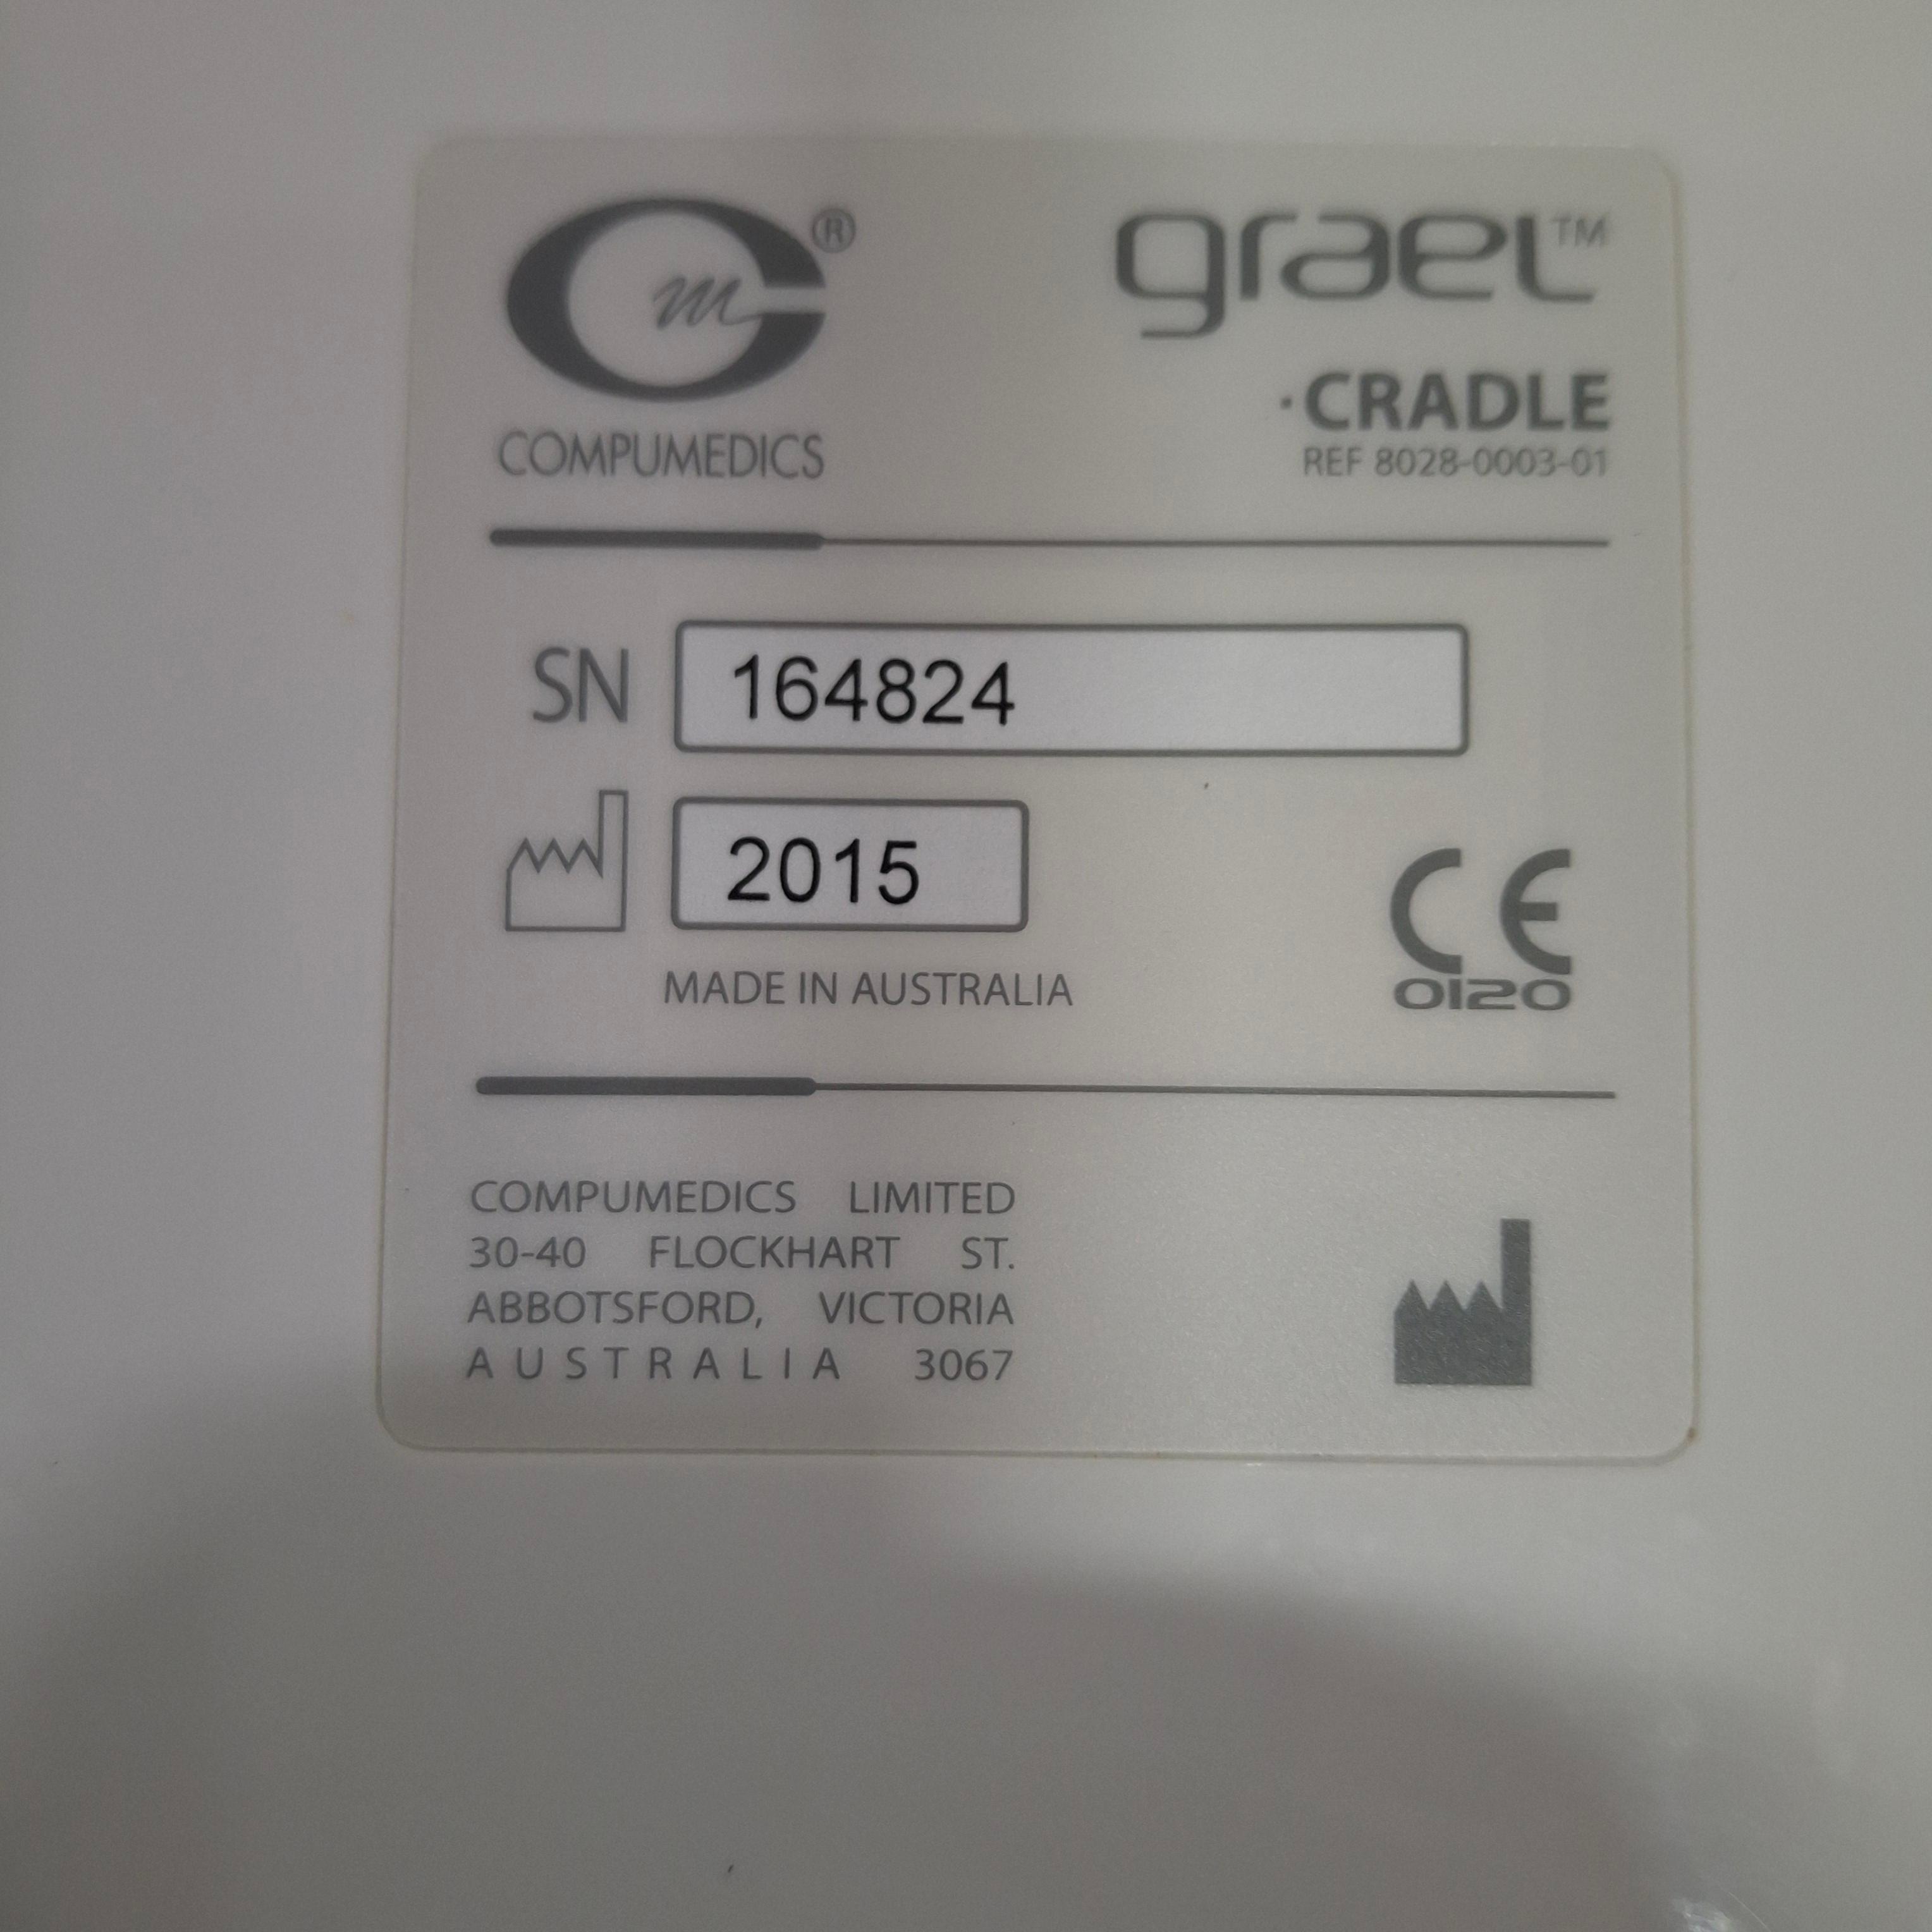 m®
COMPUMEDICS
grael™
·CRADLE
REF 8028-0003-01
SN 164824
2015
MADE IN AUSTRALIA
CE
0120
COMPUMEDICS LIMITED
30-40 FLOCKHART ST.
ABBOTSFORD, VICTORIA
AUSTRALIA 3067